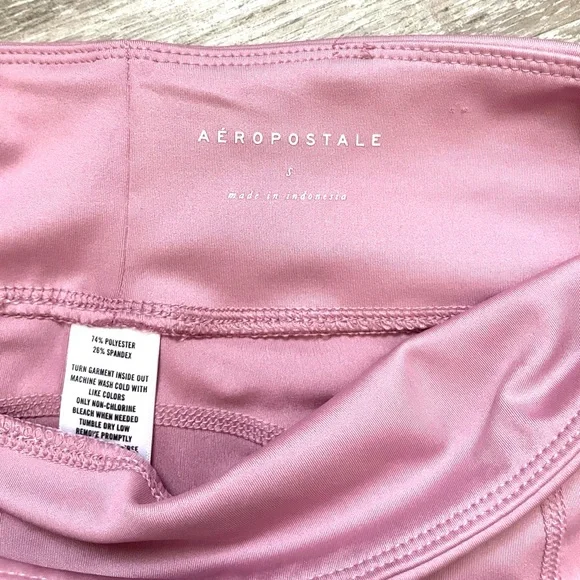 AÉROPOSTALE
S
made in indonesia
74% POLYESTER
26% SPANDEX
TURN GARMENT INSIDE OUT
MACHINE WASH COLD WITH
LIKE COLORS
ONLY NON-CHLORINE
BLEACH WHEN NEEDED
TUMBLE DRY LOW
REMOVE PROMPTLY